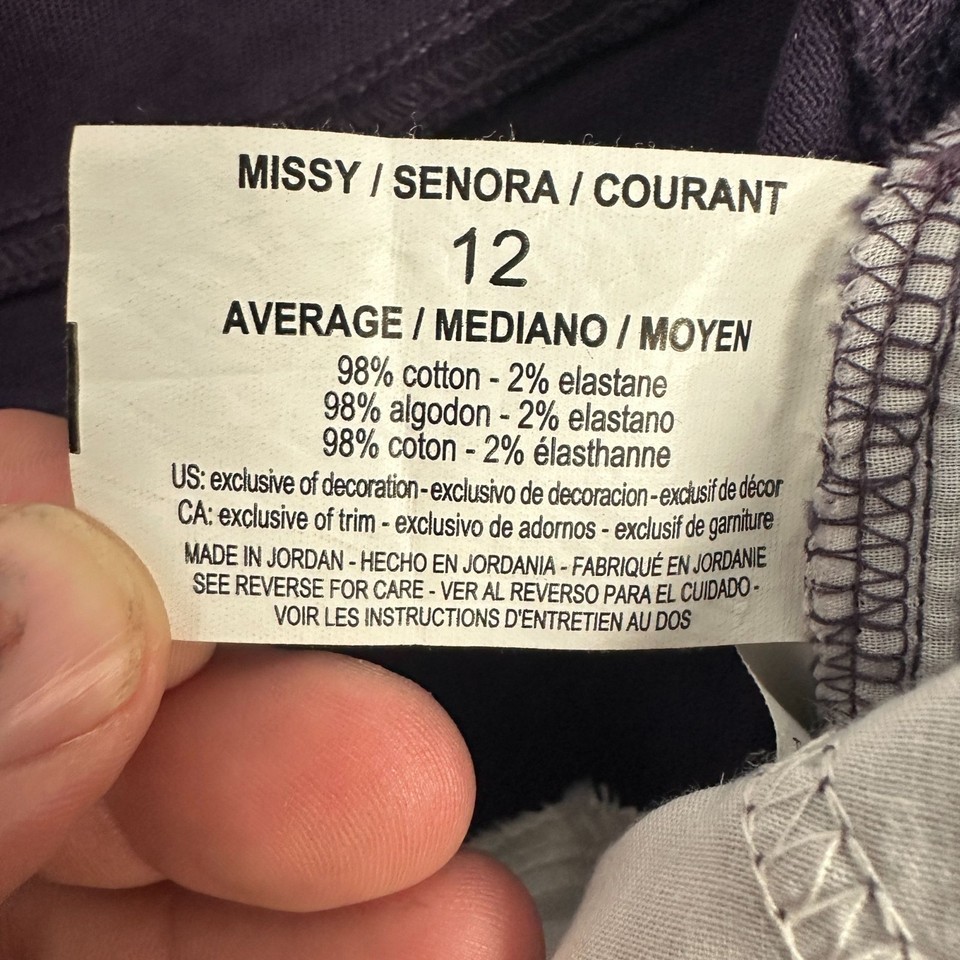 MISSY / SENORA / COURANT
12
AVERAGE / MEDIANO / MOYEN
98% cotton - 2% elastane
98% algodon - 2% elastano
98% coton - 2% élasthanne
US: exclusive of decoration - exclusivo de decoracion - exclusif de décor
CA: exclusive of trim - exclusivo de adornos - exclusif de garniture
MADE IN JORDAN - HECHO EN JORDANIA - FABRIQUÉ EN JORDANIE
SEE REVERSE FOR CARE - VER AL REVERSO PARA EL CUIDADO -
VOIR LES INSTRUCTIONS D'ENTRETIEN AU DOS